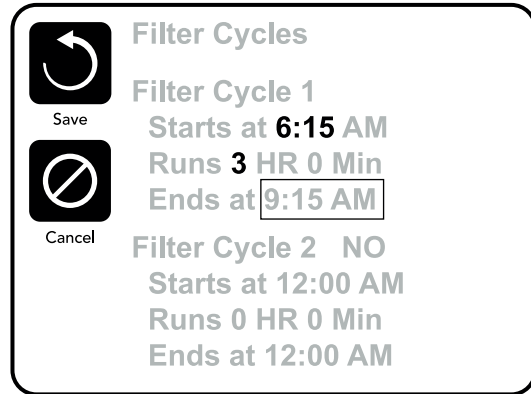 Filter Cycles
Save
Cancel
Filter Cycle 1
Starts at 6:15 AM
Runs 3 HR 0 Min
Ends at 9:15 AM
Filter Cycle 2 NO
Starts at 12:00 AM
Runs 0 HR 0 Min
Ends at 12:00 AM